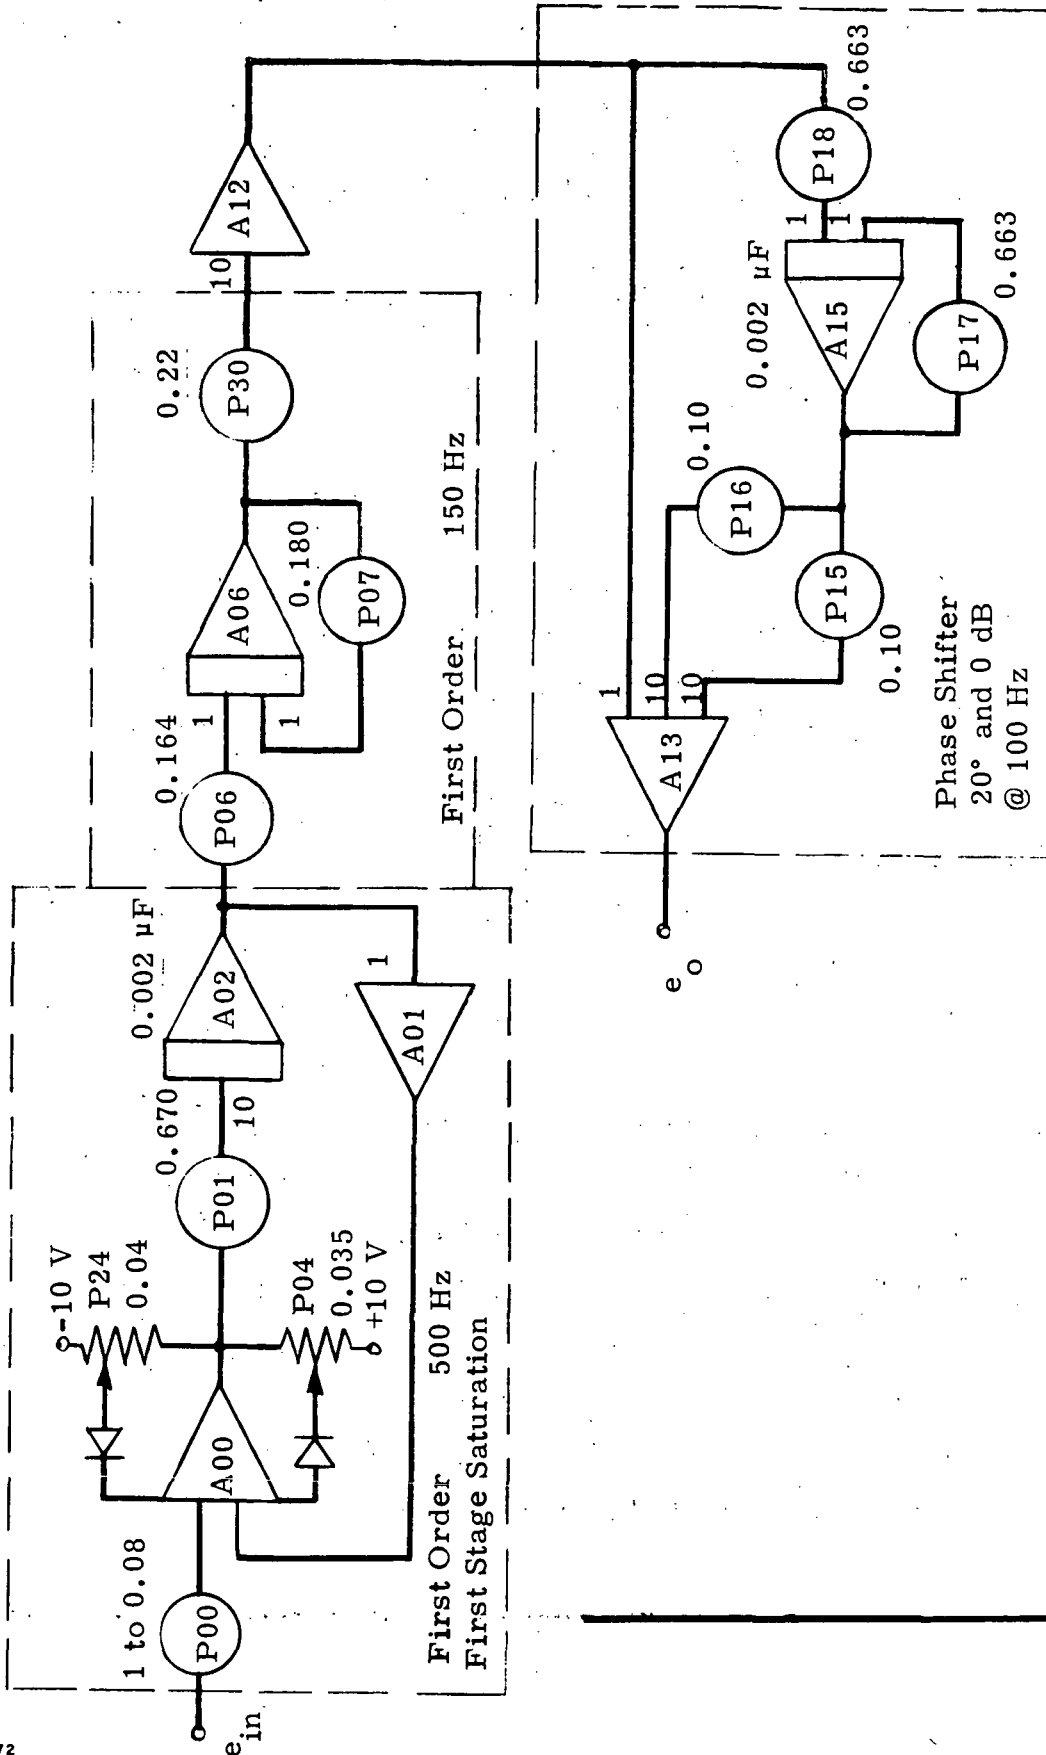 e in
P00
1 to 0.08
A00
-10 V
P24
0.04
P04
0.035
+10 V
P01
0.670
10
A02
0.002 µF
A01
1
First Order 500 Hz
First Stage Saturation
P06
0.164
1
1
A06
0.180
P07
First Order 150 Hz
P30
0.22
10
A12
P18
0.663
1
1
A15
0.002 µF
P17
0.663
P16
0.10
P15
0.10
1
10
10
A13
e o
Phase Shifter
20° and 0 dB
@ 100 Hz
72